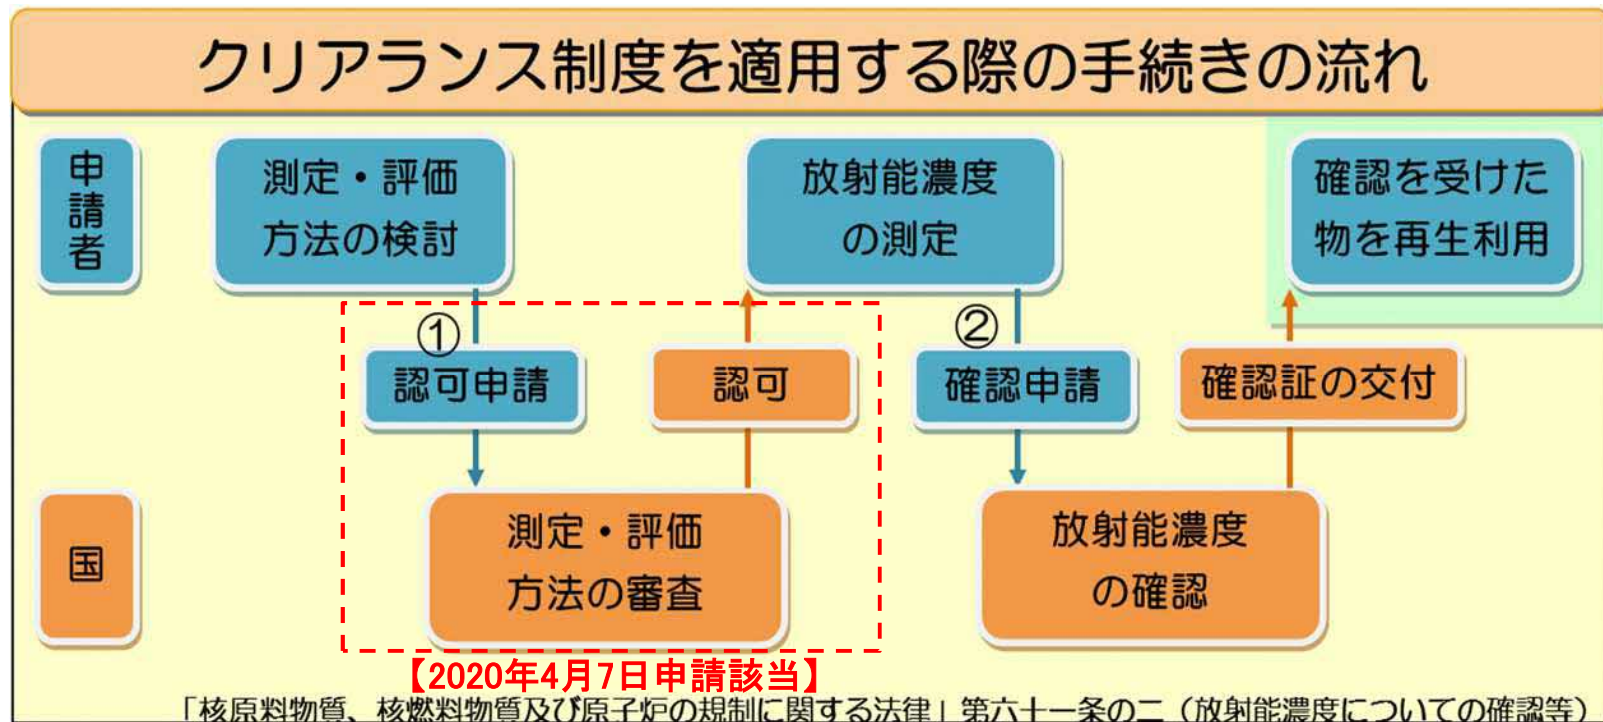 クリアランス制度を適用する際の手続きの流れ
申請者
測定・評価
方法の検討
放射能濃度
の測定
確認を受けた
物を再生利用
①
認可申請
認可
②
確認申請
確認証の交付
国
測定・評価
方法の審査
放射能濃度
の確認
【2020年4月7日申請該当】
「核原料物質、核燃料物質及び原子炉の規制に関する法律」第六十一条の二（放射能濃度についての確認等）